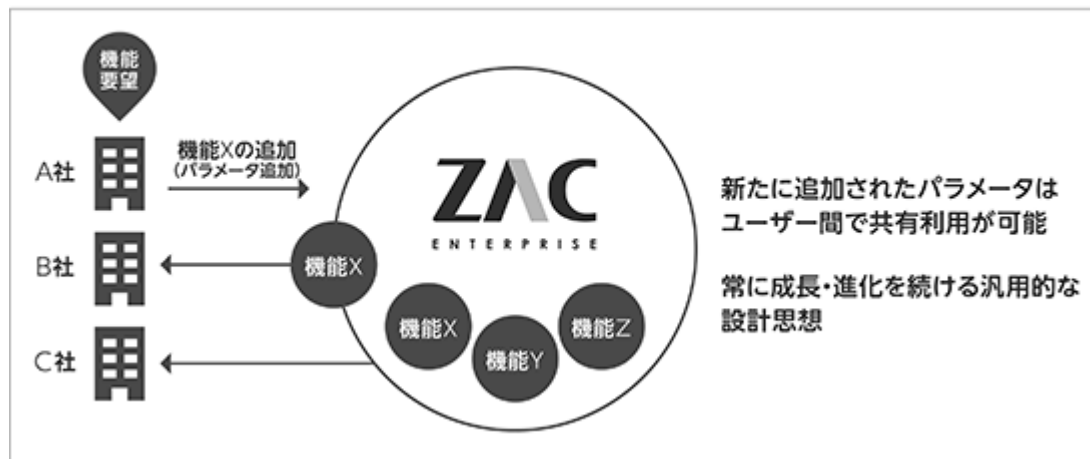 機能
要望
A社
機能Xの追加
(パラメータ追加)
B社
C社
ZAC
ENTERPRISE
機能X
機能X
機能Y
機能Z
新たに追加されたパラメータは
ユーザー間で共有利用が可能
常に成長・進化を続ける汎用的な
設計思想